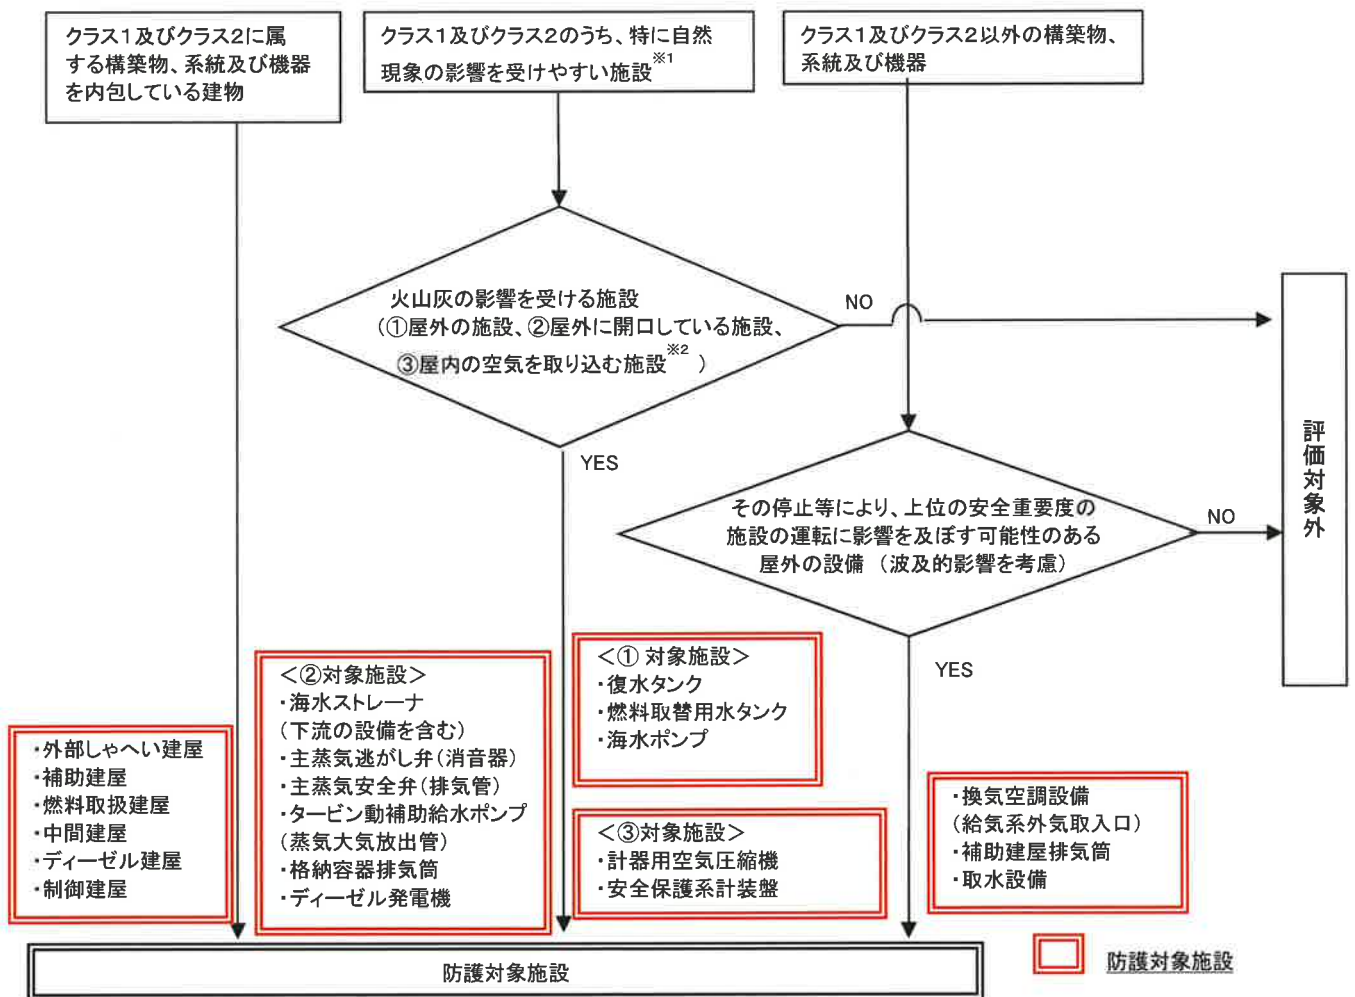 クラス１及びクラス２に属
する構築物、系統及び機器
を内包している建物
クラス１及びクラス２のうち、特に自然
現象の影響を受けやすい施設※1
クラス１及びクラス２以外の構築物、
系統及び機器
火山灰の影響を受ける施設
（①屋外の施設、②屋外に開口している施設、
③屋内の空気を取り込む施設※2）
NO
YES
評価対象外
その停止等により、上位の安全重要度の
施設の運転に影響を及ぼす可能性のある
屋外の設備（波及的影響を考慮）
NO
YES
・外部しゃへい建屋
・補助建屋
・燃料取扱建屋
・中間建屋
・ディーゼル建屋
・制御建屋
＜②対象施設＞
・海水ストレーナ
（下流の設備を含む）
・主蒸気逃がし弁（消音器）
・主蒸気安全弁（排気管）
・タービン動補助給水ポンプ
（蒸気大気放出管）
・格納容器排気筒
・ディーゼル発電機
＜① 対象施設＞
・復水タンク
・燃料取替用水タンク
・海水ポンプ
＜③対象施設＞
・計器用空気圧縮機
・安全保護系計装盤
・換気空調設備
（給気系外気取入口）
・補助建屋排気筒
・取水設備
防護対象施設
防護対象施設